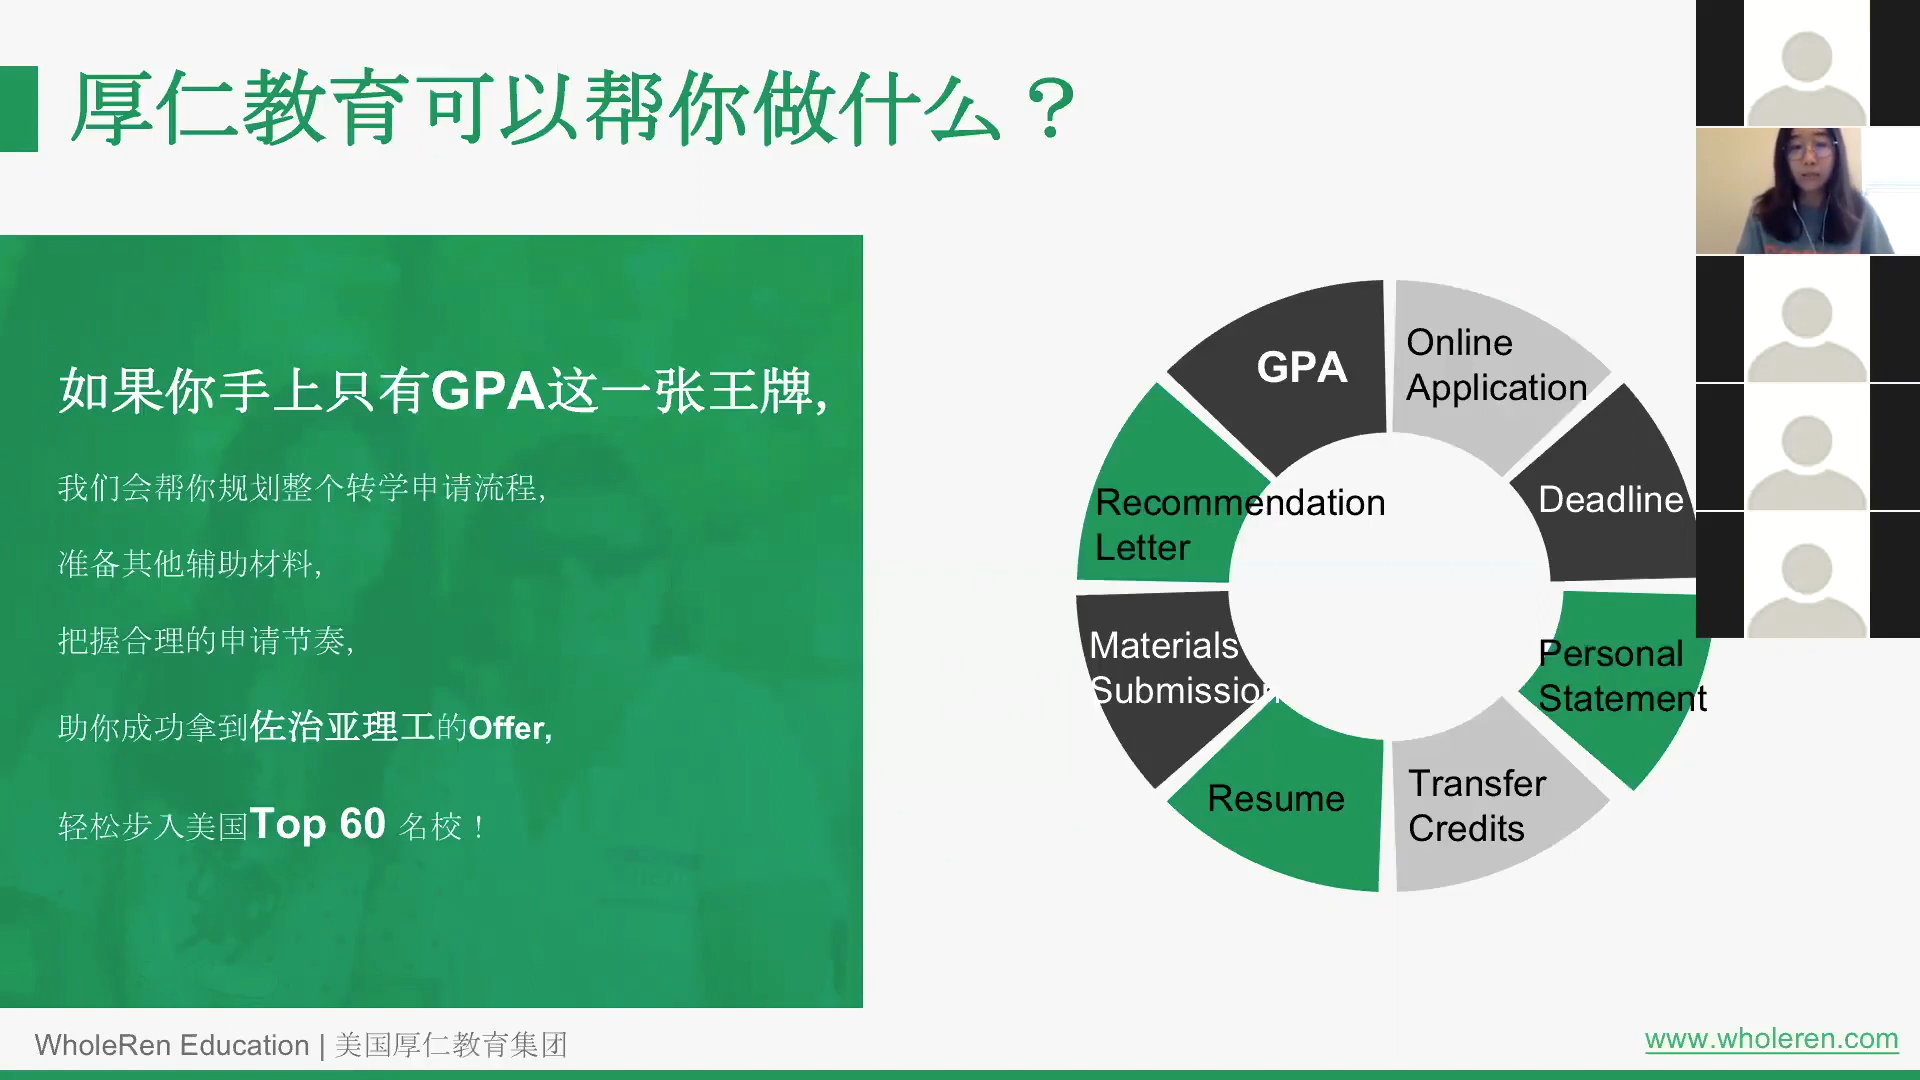 厚仁教育可以帮你做什么？
如果你手上只有GPA这一张王牌,
我们会帮你规划整个转学申请流程,
准备其他辅助材料,
把握合理的申请节奏,
助你成功拿到佐治亚理工的Offer,
轻松步入美国Top 60 名校！
GPA
Online
Application
Deadline
Recommendation
Letter
Materials
Submission
Personal
Statement
Resume
Transfer
Credits
WholeRen Education | 美国厚仁教育集团
www.wholeren.com